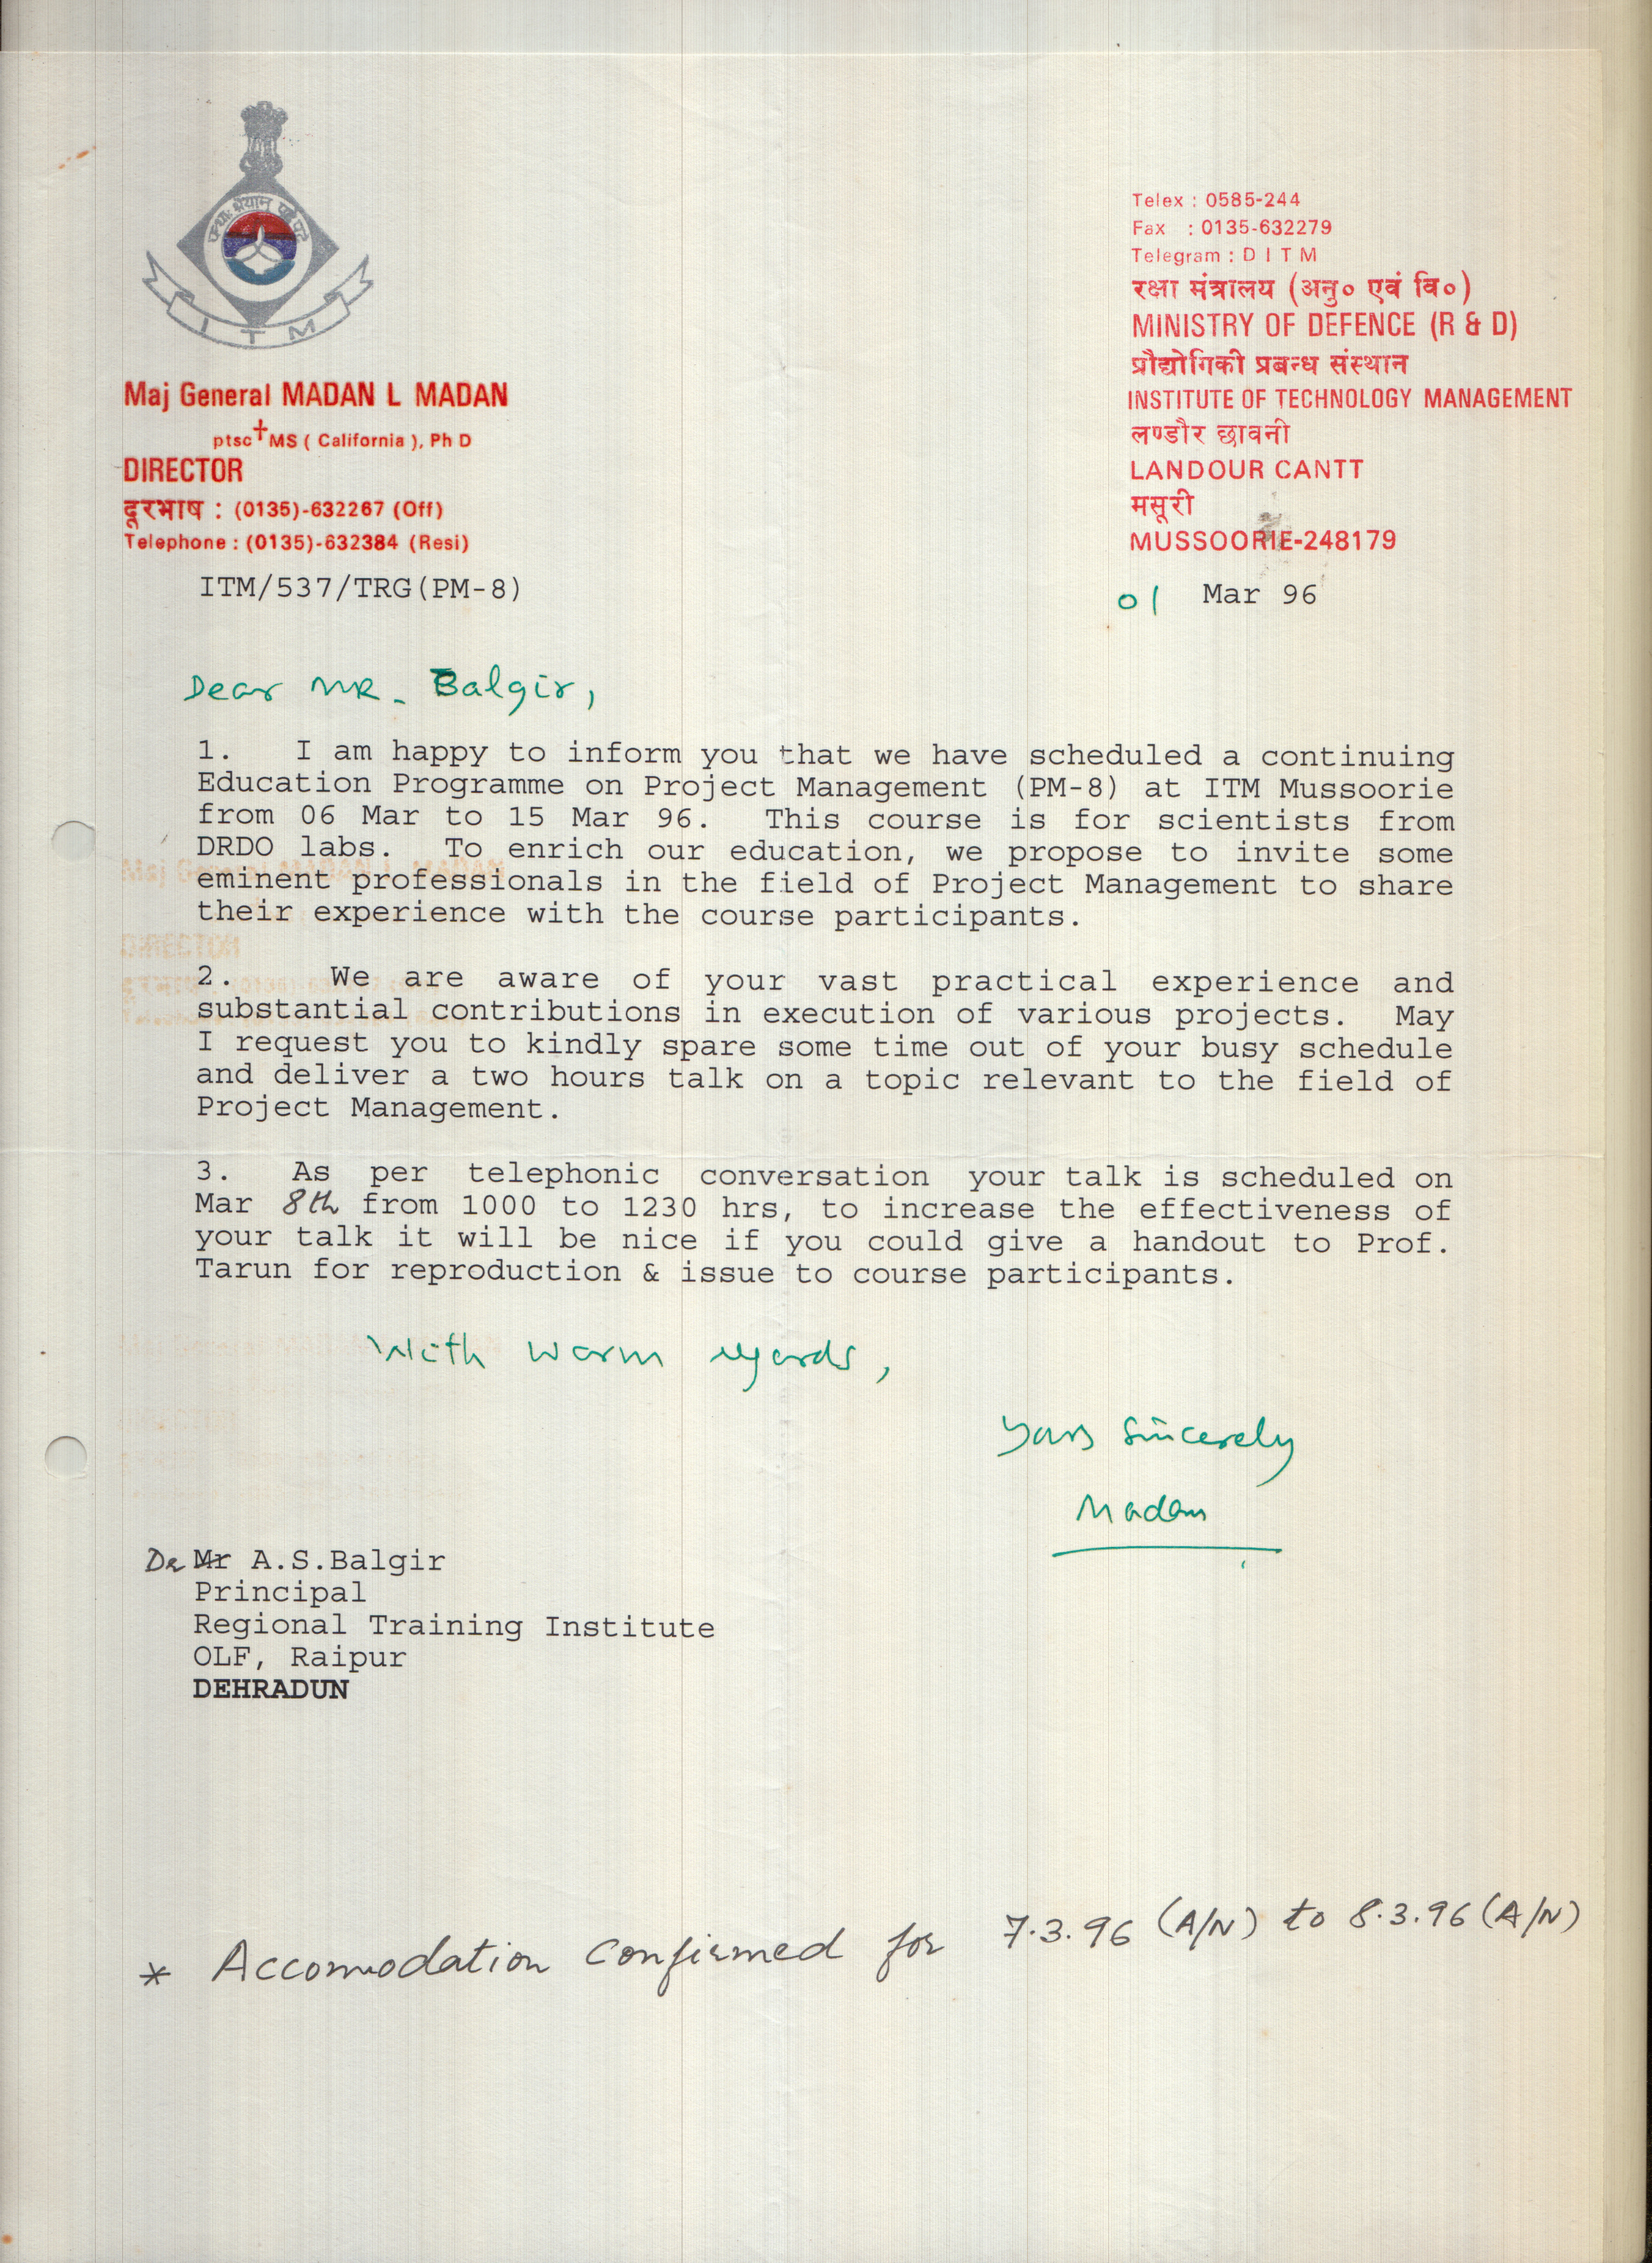 पन्थाः श्रेयान्
I T M
Maj General MADAN L MADAN
ptsc† MS ( California ), Ph D
DIRECTOR
दूरभाष : (0135)-632267 (Off)
Telephone : (0135)-632384 (Resi)
Telex : 0585-244
Fax : 0135-632279
Telegram : D I T M
रक्षा मंत्रालय (अनु० एवं वि०)
MINISTRY OF DEFENCE (R & D)
प्रौद्योगिकी प्रबन्ध संस्थान
INSTITUTE OF TECHNOLOGY MANAGEMENT
लण्डौर छावनी
LANDOUR CANTT
मसूरी
MUSSOORIE-248179
ITM/537/TRG(PM-8)
01 Mar 96
Dear MR. Balgir,
1. I am happy to inform you that we have scheduled a continuing
Education Programme on Project Management (PM-8) at ITM Mussoorie
from 06 Mar to 15 Mar 96. This course is for scientists from
DRDO labs. To enrich our education, we propose to invite some
eminent professionals in the field of Project Management to share
their experience with the course participants.
2. We are aware of your vast practical experience and
substantial contributions in execution of various projects. May
I request you to kindly spare some time out of your busy schedule
and deliver a two hours talk on a topic relevant to the field of
Project Management.
3. As per telephonic conversation your talk is scheduled on
Mar 8th from 1000 to 1230 hrs, to increase the effectiveness of
your talk it will be nice if you could give a handout to Prof.
Tarun for reproduction & issue to course participants.
With warm regards,
Yours Sincerely
Madan
Dr Mr A.S.Balgir
Principal
Regional Training Institute
OLF, Raipur
DEHRADUN
* Accomodation confirmed for 7.3.96 (A/N) to 8.3.96 (A/N)